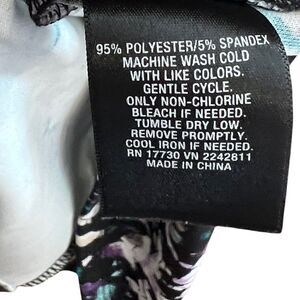 95% POLYESTER/5% SPANDEX
MACHINE WASH COLD
WITH LIKE COLORS.
GENTLE CYCLE.
ONLY NON-CHLORINE
BLEACH IF NEEDED.
TUMBLE DRY LOW.
REMOVE PROMPTLY.
COOL IRON IF NEEDED.
RN 17730 VN 2242811
MADE IN CHINA